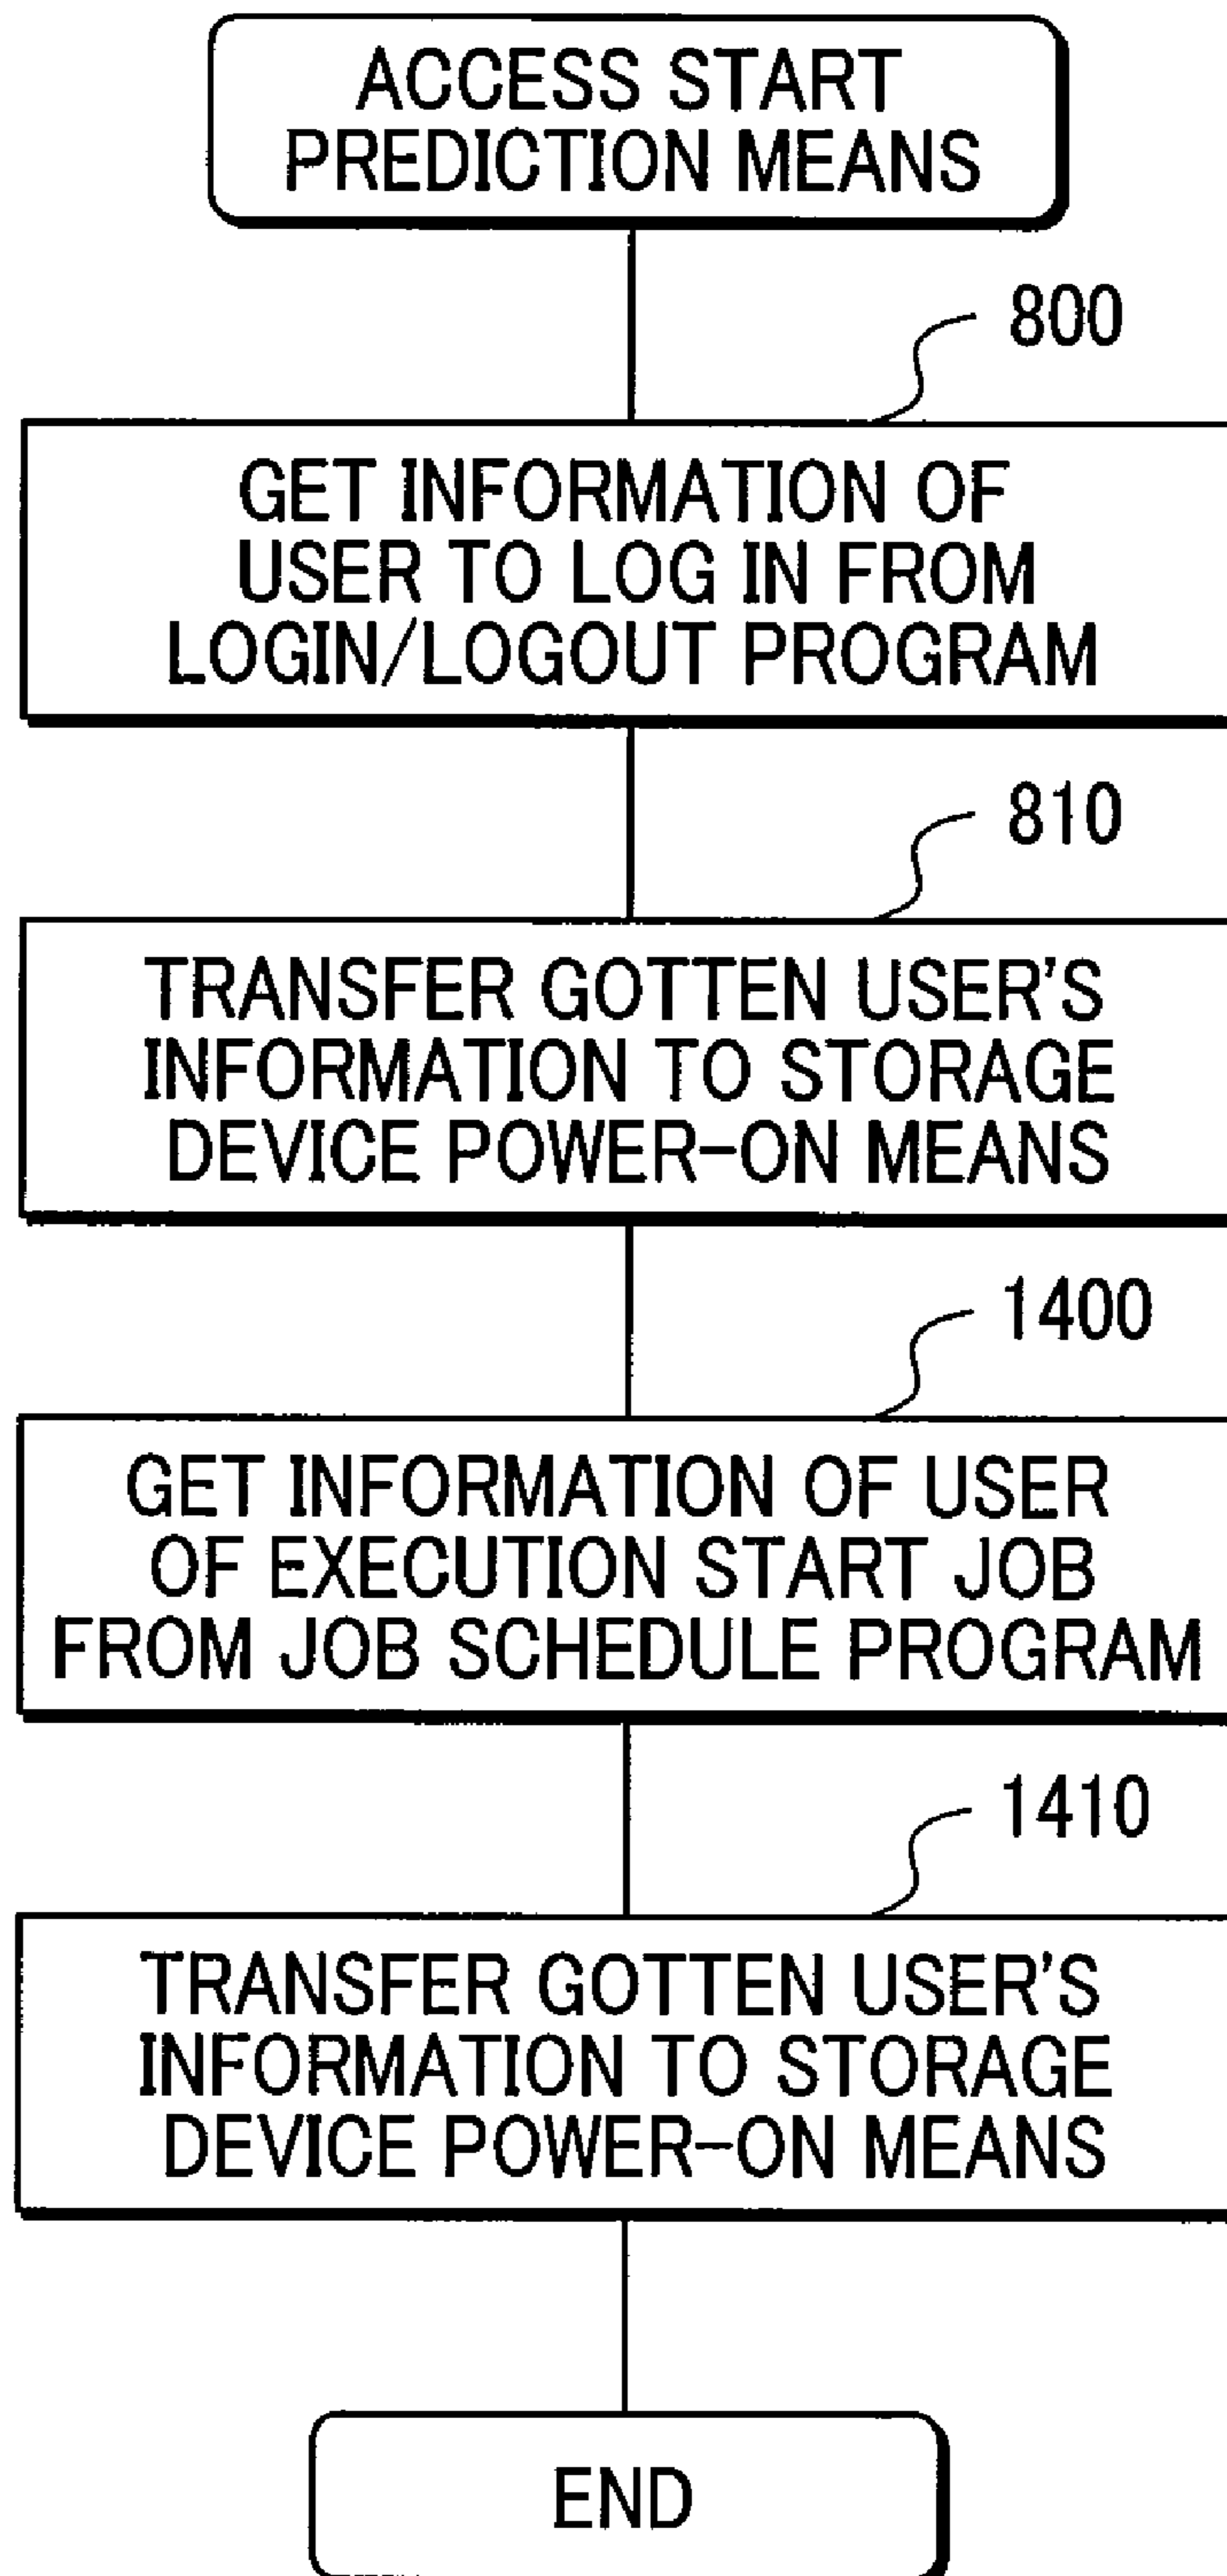 ACCESS START
PREDICTION MEANS
800
GET INFORMATION OF
USER TO LOG IN FROM
LOGIN/LOGOUT PROGRAM
810
TRANSFER GOTTEN USER'S
INFORMATION TO STORAGE
DEVICE POWER-ON MEANS
1400
GET INFORMATION OF USER
OF EXECUTION START JOB
FROM JOB SCHEDULE PROGRAM
1410
TRANSFER GOTTEN USER'S
INFORMATION TO STORAGE
DEVICE POWER-ON MEANS
END